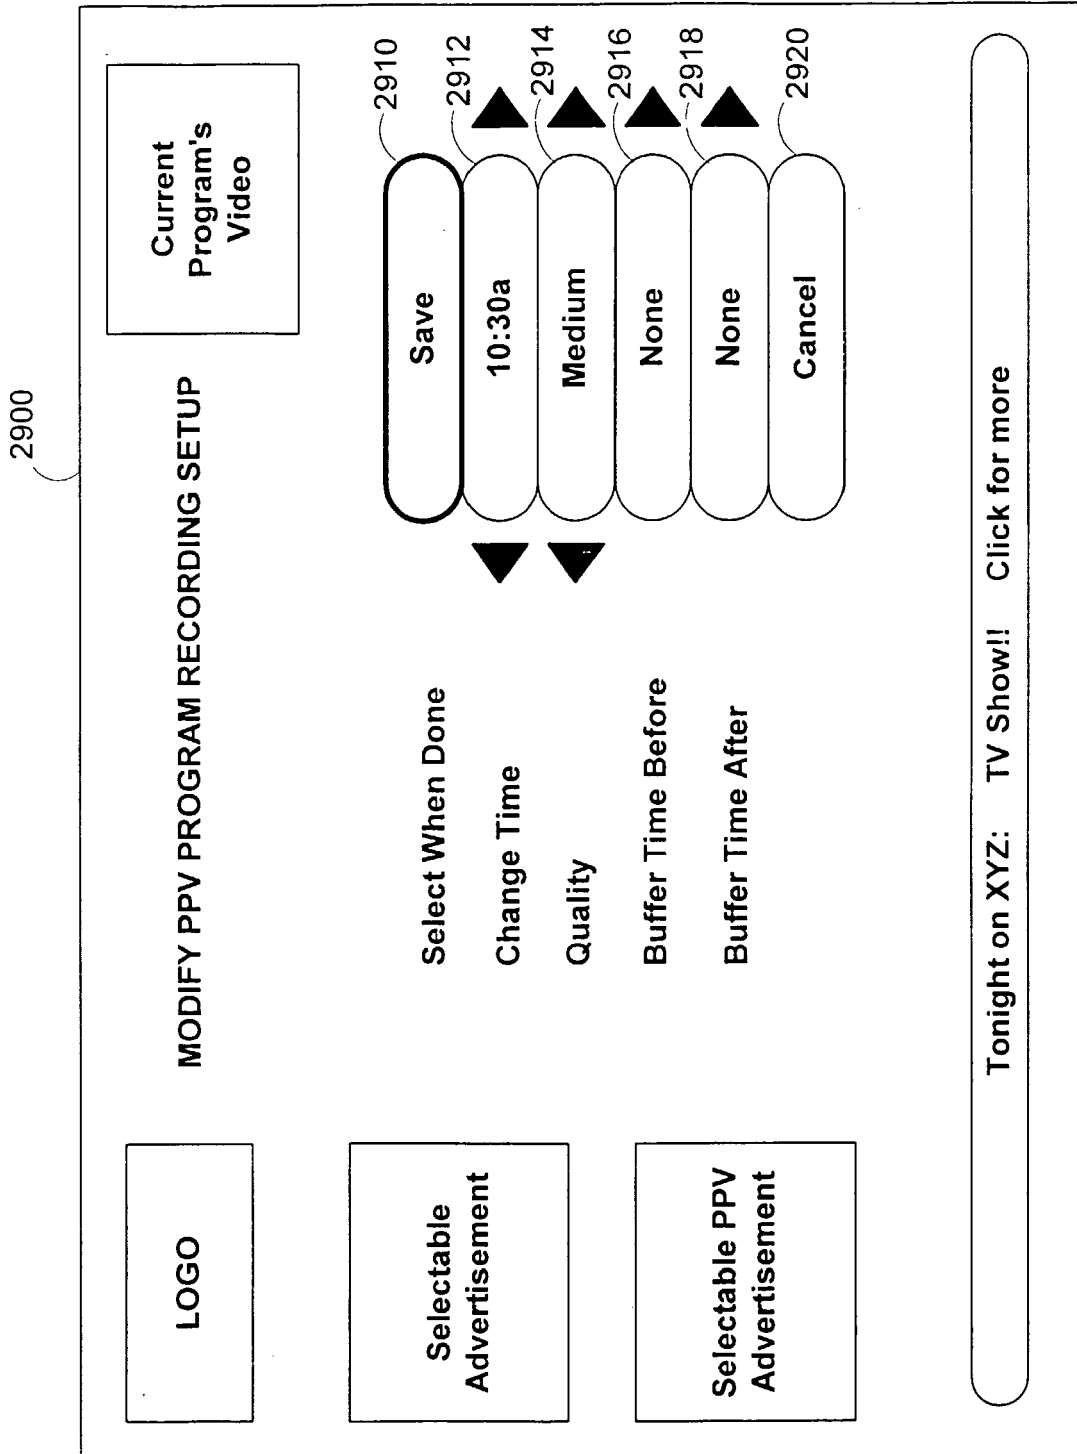 2900
LOGO
MODIFY PPV PROGRAM RECORDING SETUP
Current
Program's
Video
Selectable
Advertisement
Selectable PPV
Advertisement
Select When Done
Save
2910
Change Time
10:30a
2912
Quality
Medium
2914
Buffer Time Before
None
2916
Buffer Time After
None
2918
Cancel
2920
Tonight on XYZ: TV Show!! Click for more